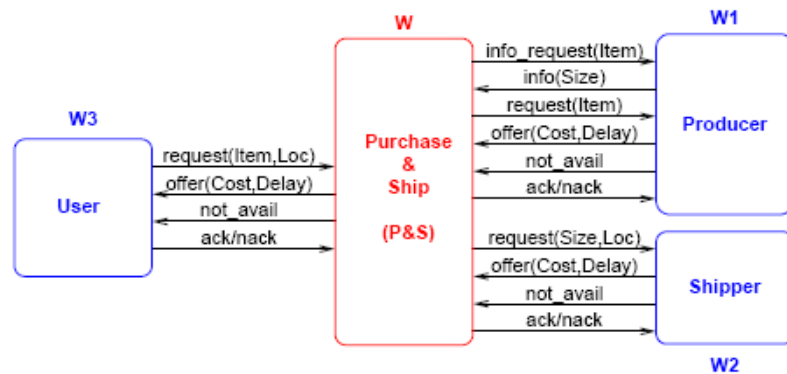 W3
User
request(Item,Loc)
offer(Cost,Delay)
not_avail
ack/nack
W
Purchase
&
Ship
(P&S)
W1
info_request(Item)
info(Size)
request(Item)
offer(Cost,Delay)
not_avail
ack/nack
Producer
request(Size,Loc)
offer(Cost,Delay)
not_avail
ack/nack
Shipper
W2